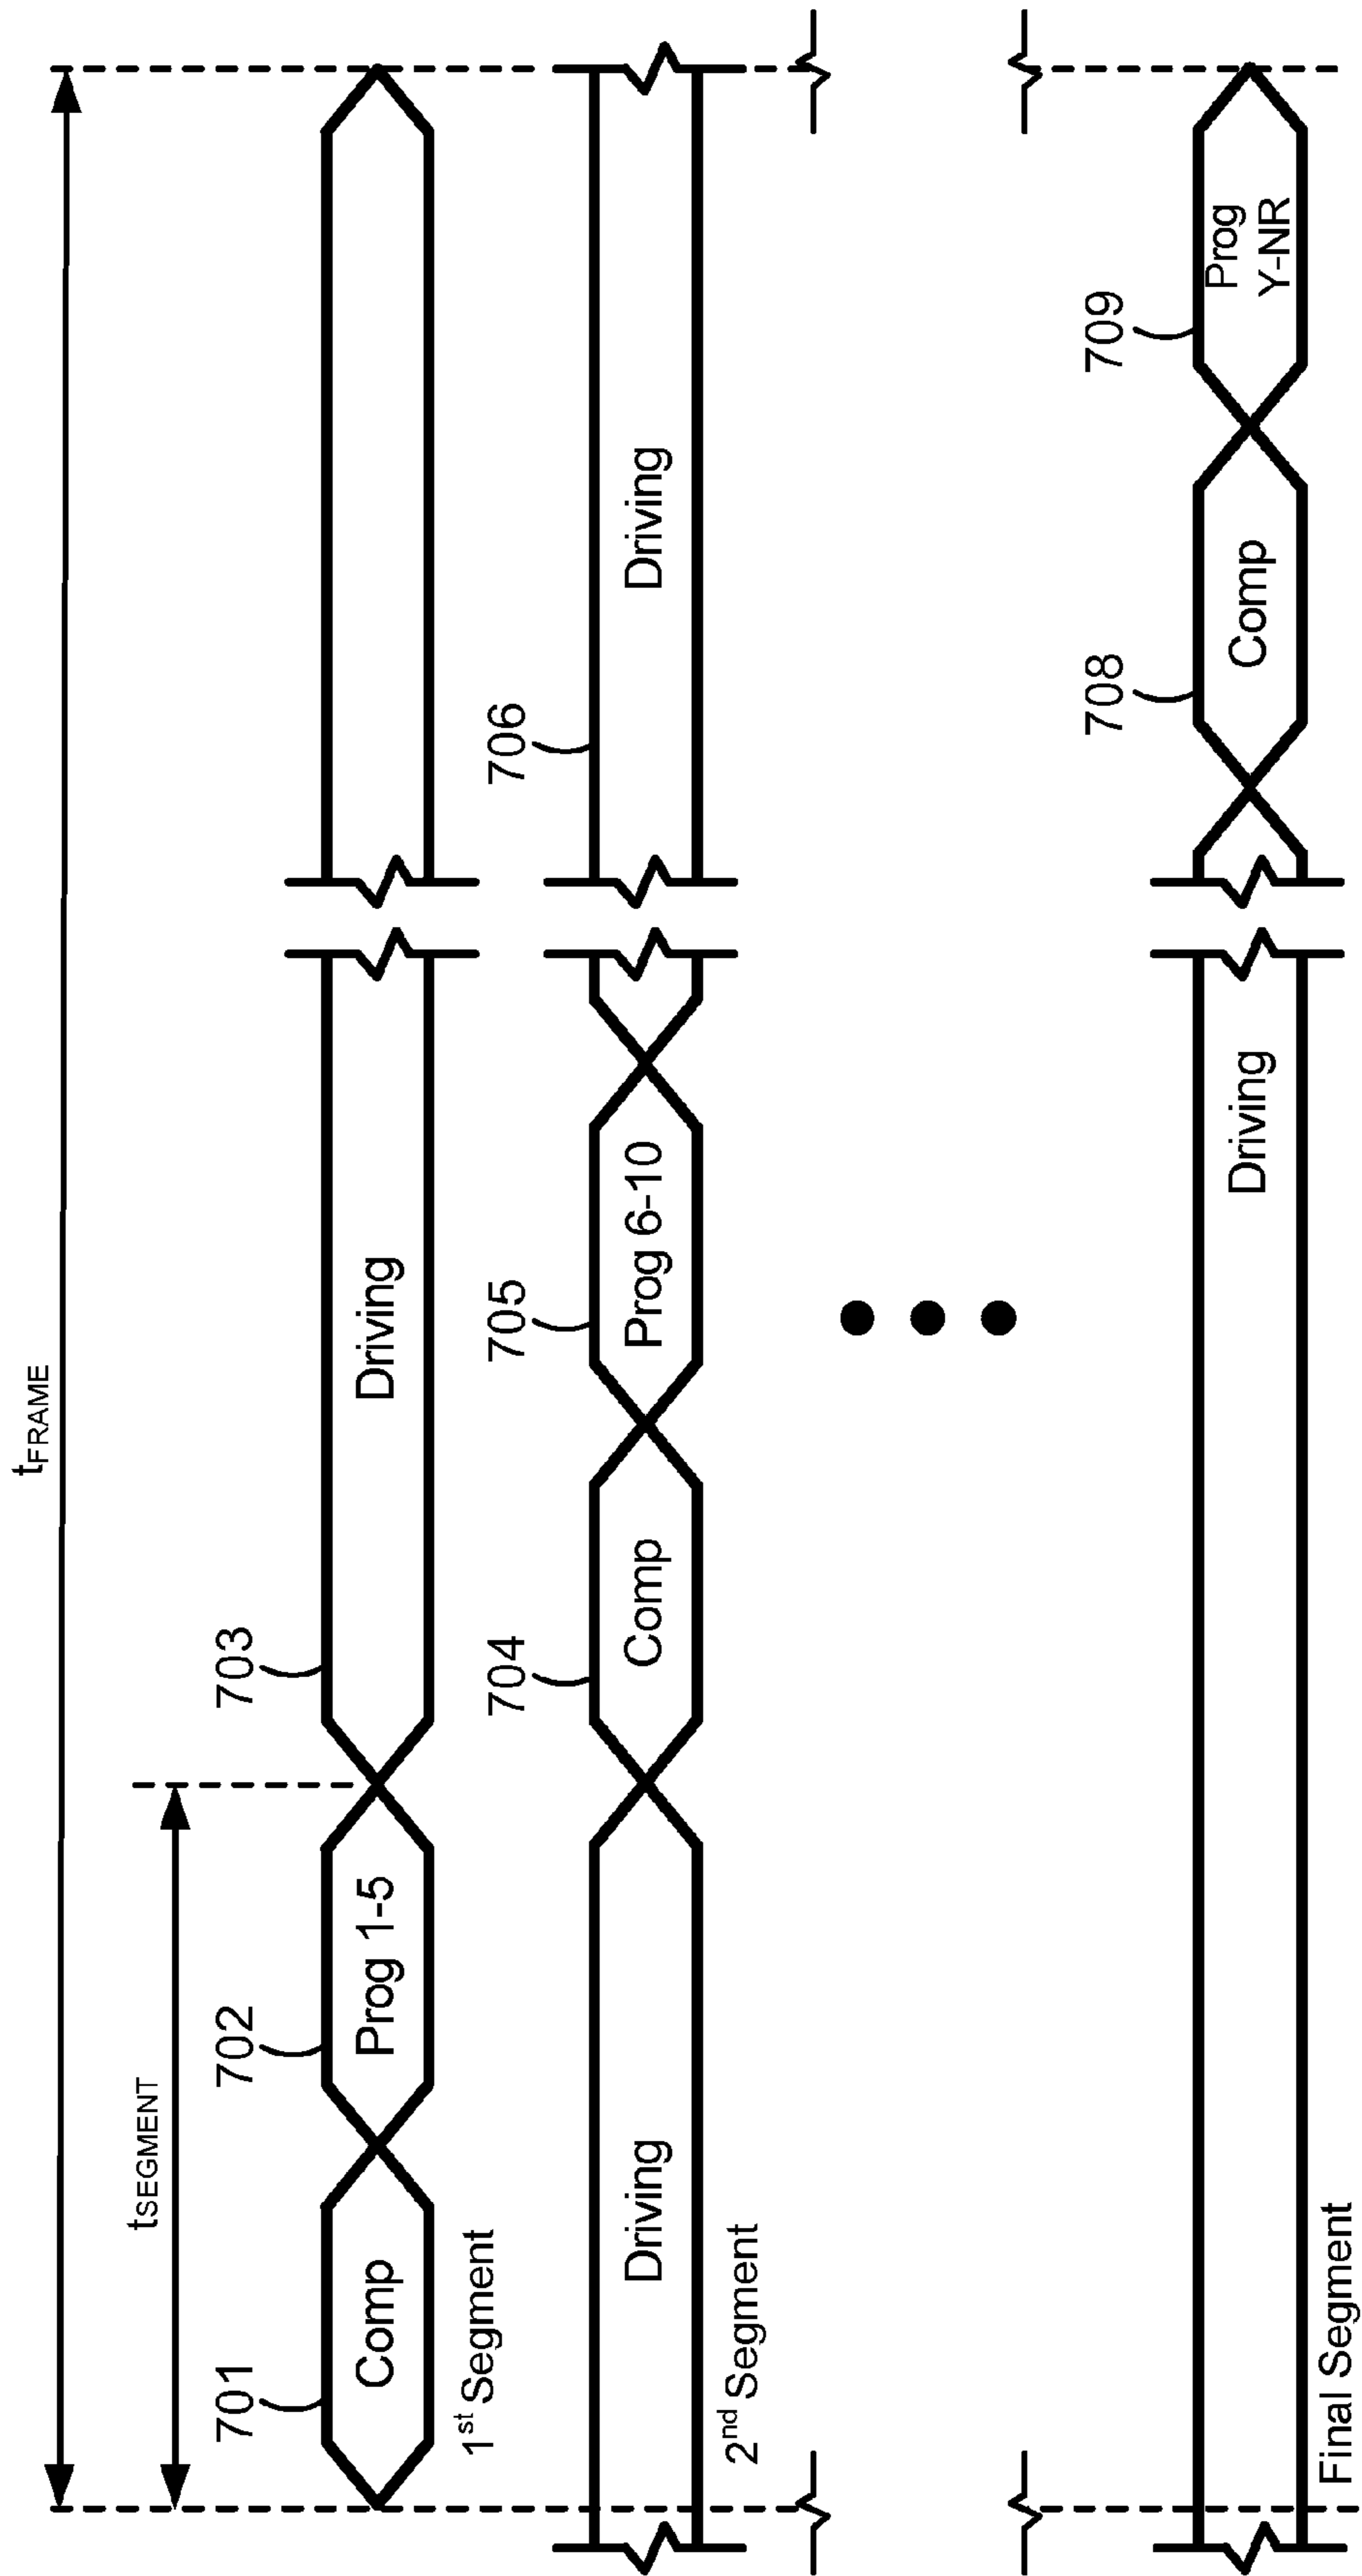 tFRAME
tSEGMENT
701
702
703
Comp
Prog 1-5
Driving
1st Segment
704
705
706
Driving
Comp
Prog 6-10
Driving
2nd Segment
708
709
Driving
Comp
Prog
Y-NR
Final Segment